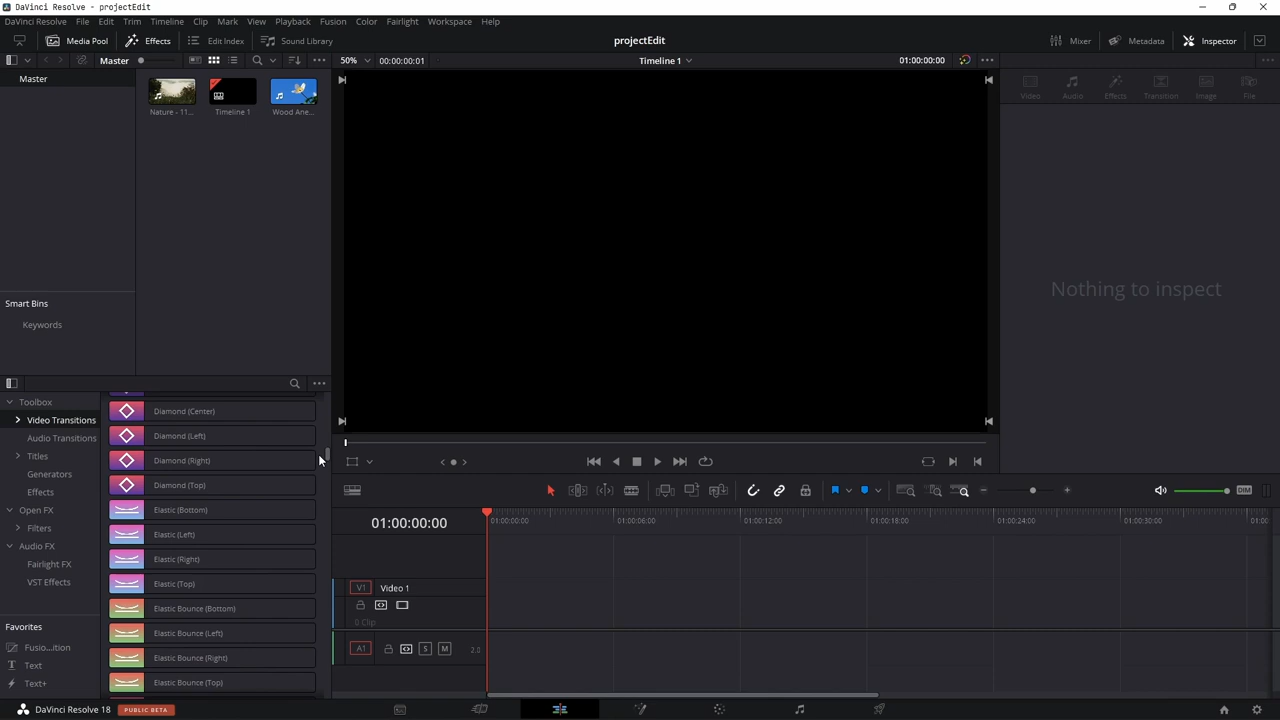 DaVinci Resolve - projectEdit
DaVinci Resolve File Edit Trim Timeline Clip Mark View Playback Fusion Color Fairlight Workspace Help
Media Pool Effects Edit Index Sound Library projectEdit Mixer Metadata Inspector
Master 50% 00:00:00:01 Timeline 1 01:00:00:00
Master
Nature - 11... Timeline 1 Wood Ane...
Video Audio Effects Transition Image File
Nothing to inspect
Smart Bins
Keywords
Toolbox
Video Transitions
Audio Transitions
Titles
Generators
Effects
Open FX
Filters
Audio FX
Fairlight FX
VST Effects
Favorites
Fusio...ition
Text
Text+
Diamond (Center)
Diamond (Left)
Diamond (Right)
Diamond (Top)
Elastic (Bottom)
Elastic (Left)
Elastic (Right)
Elastic (Top)
Elastic Bounce (Bottom)
Elastic Bounce (Left)
Elastic Bounce (Right)
Elastic Bounce (Top)
DIM
01:00:00:00
01:00:00:00 01:00:06:00 01:00:12:00 01:00:18:00 01:00:24:00 01:00:30:00 01:00:
V1 Video 1
0 Clip
A1 S M 2.0
DaVinci Resolve 18 PUBLIC BETA